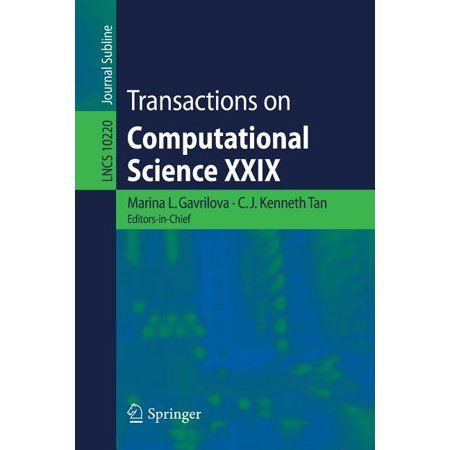 LNCS 10220
Journal Subline
Transactions on
Computational
Science XXIX
Marina L. Gavrilova · C. J. Kenneth Tan
Editors-in-Chief
Springer